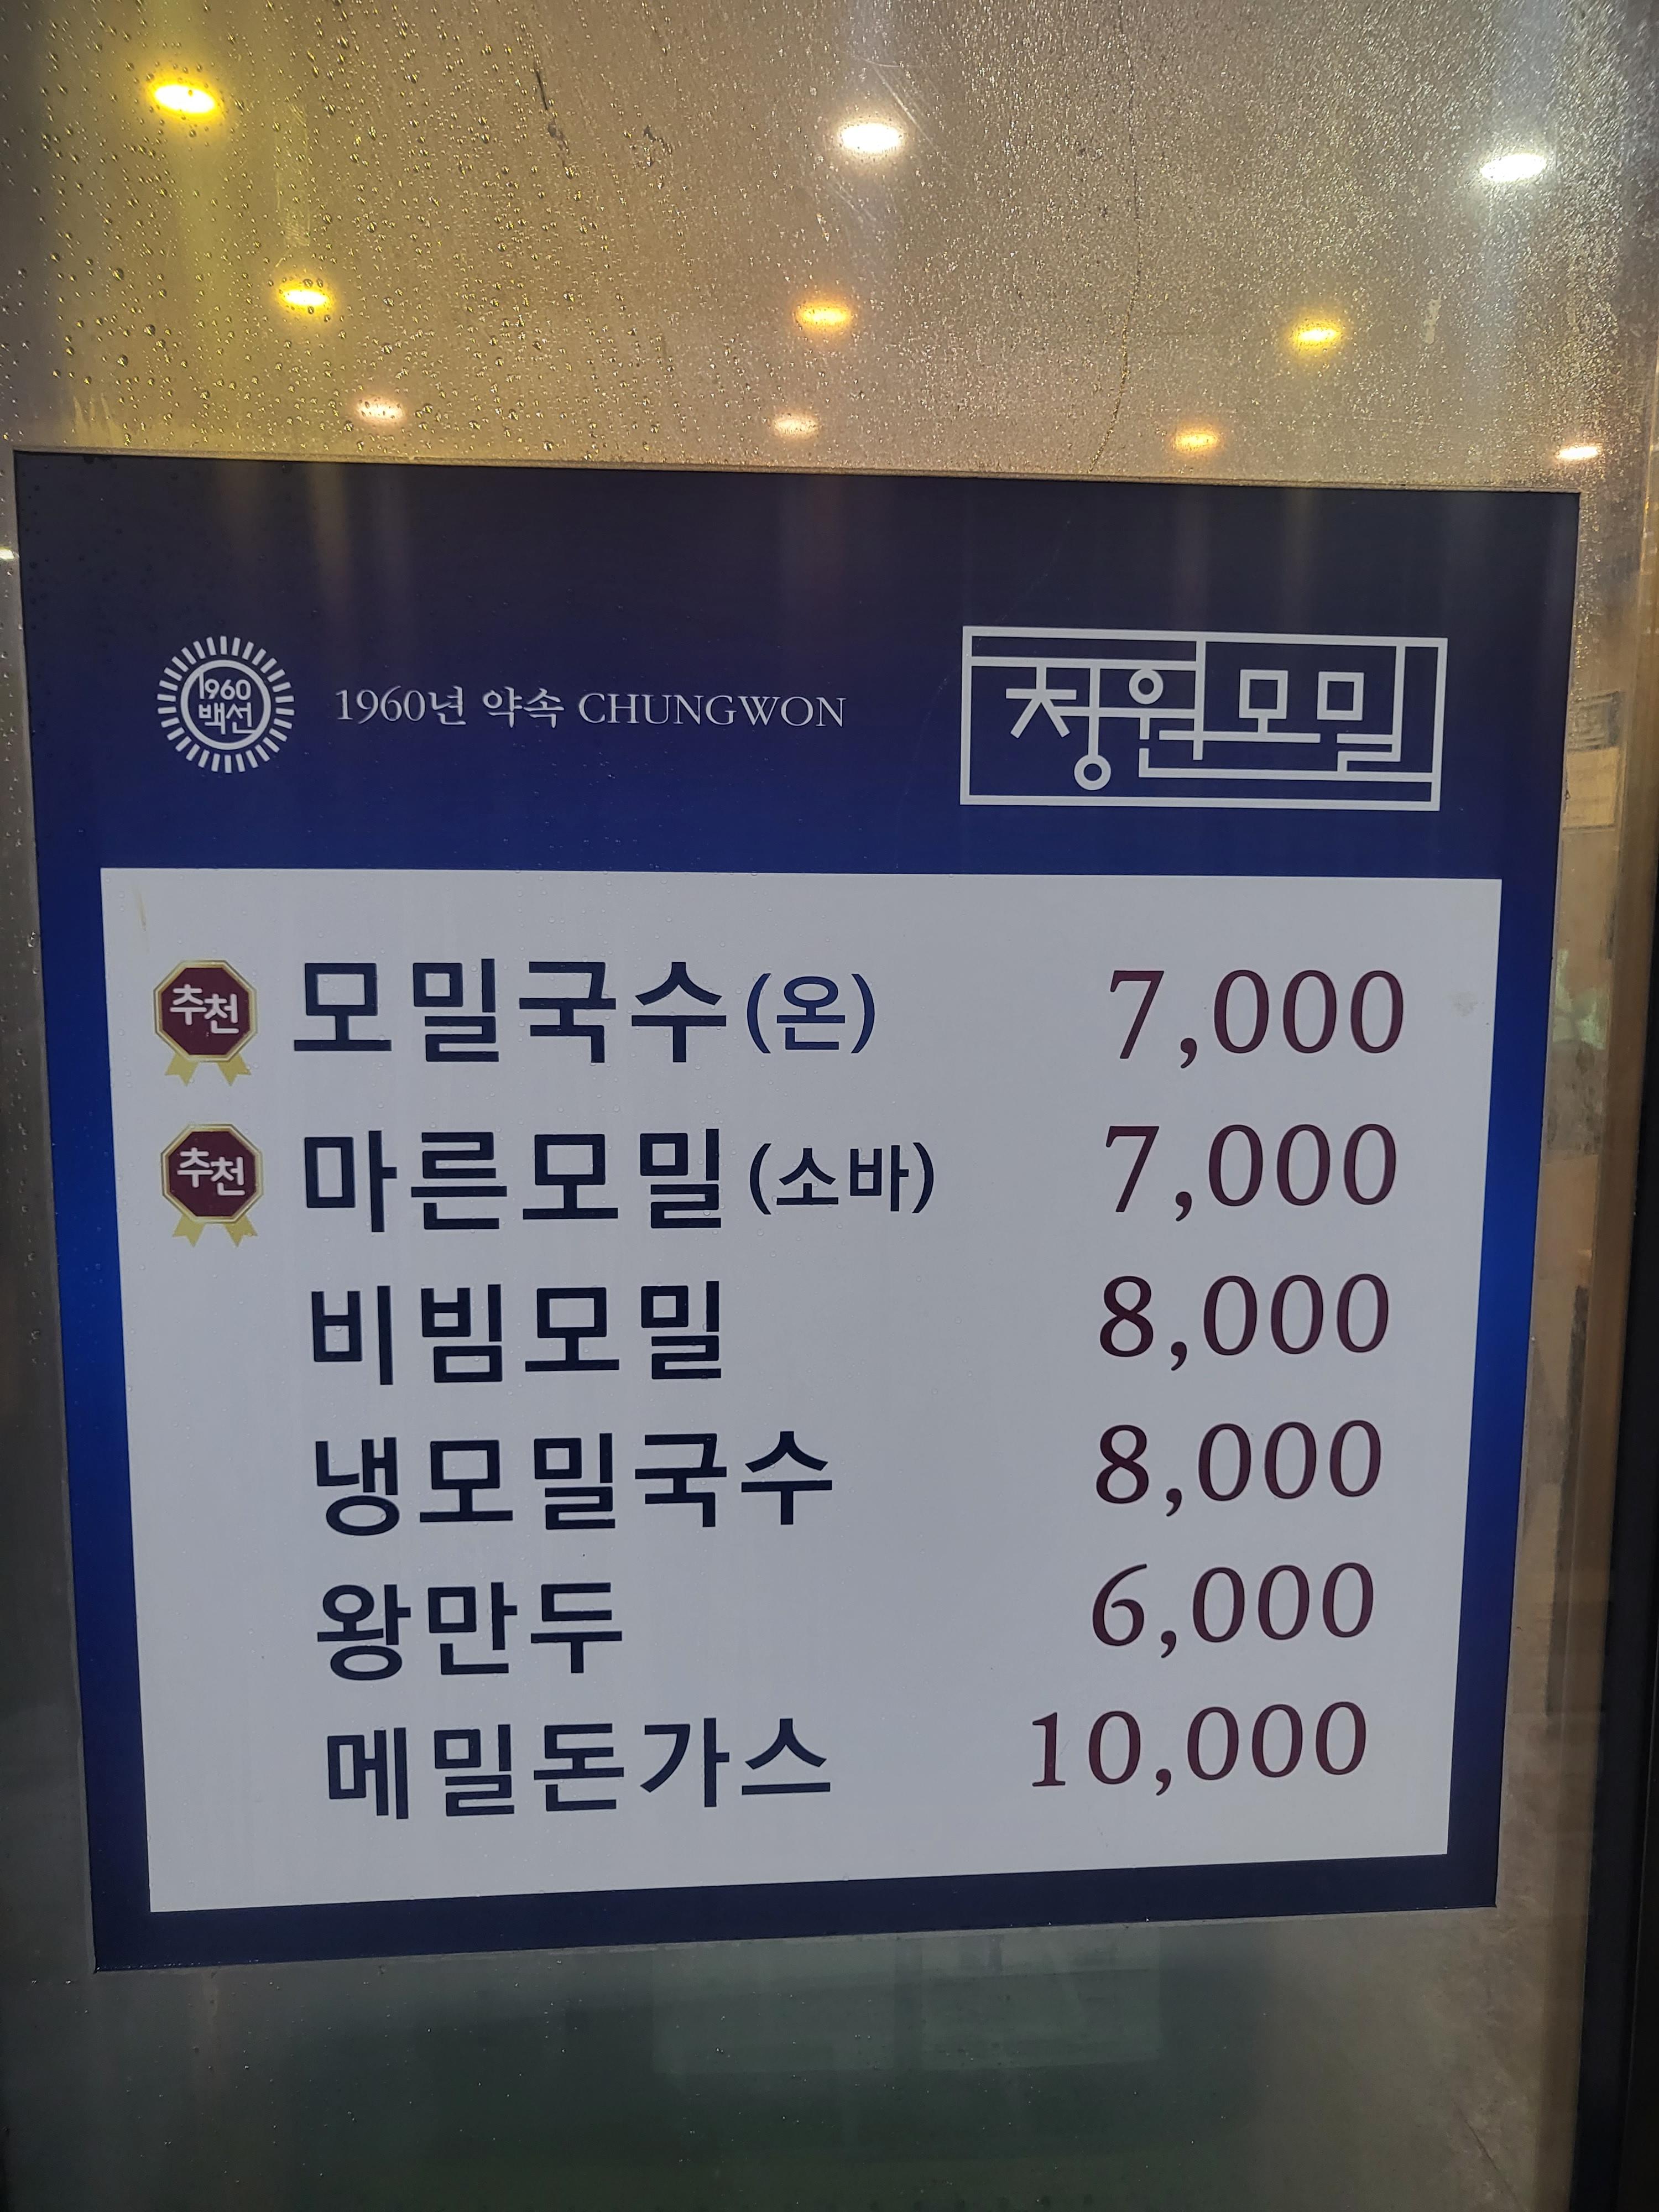 1960
백선
1960년 약속 CHUNGWON
청원모밀
추천 모밀국수(온) 7,000
추천 마른모밀(소바) 7,000
비빔모밀 8,000
냉모밀국수 8,000
왕만두 6,000
메밀돈가스 10,000